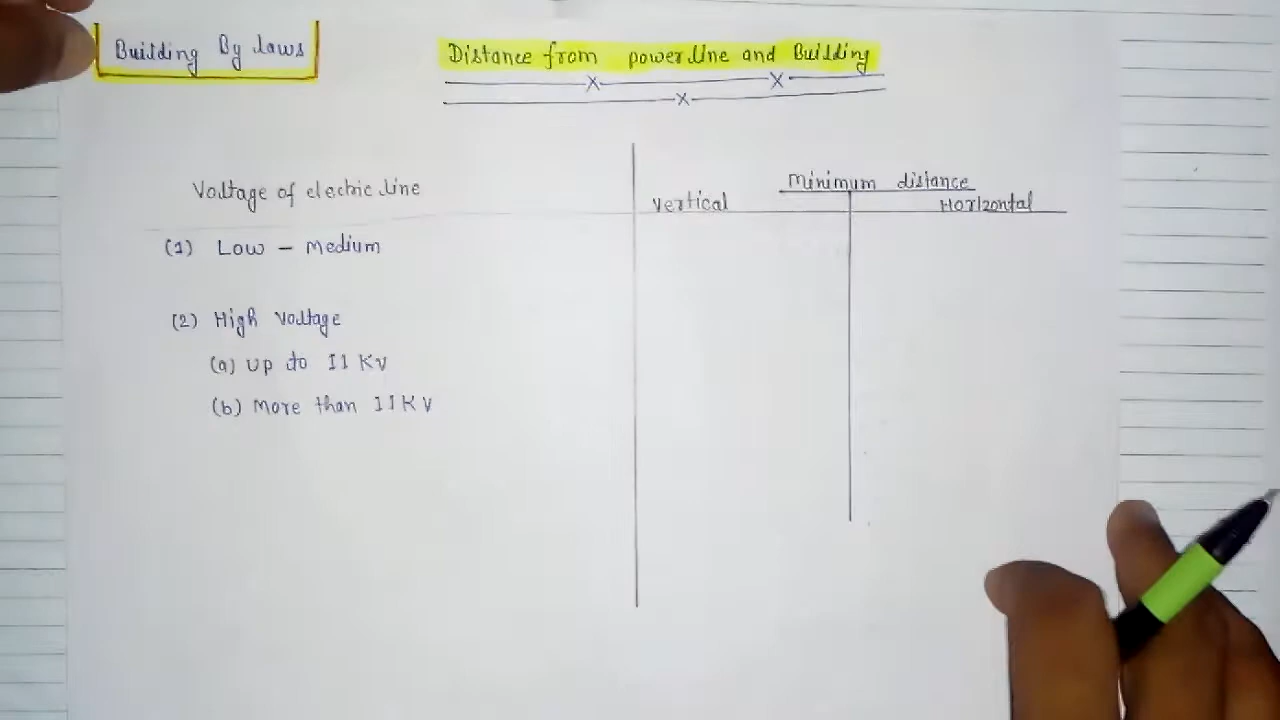 Building By laws
Distance from power line and Building
Voltage of electric line
Minimum distance
Vertical
Horizontal
(1) Low - Medium
(2) High Voltage
(a) Up to 11 KV
(b) More than 11 KV